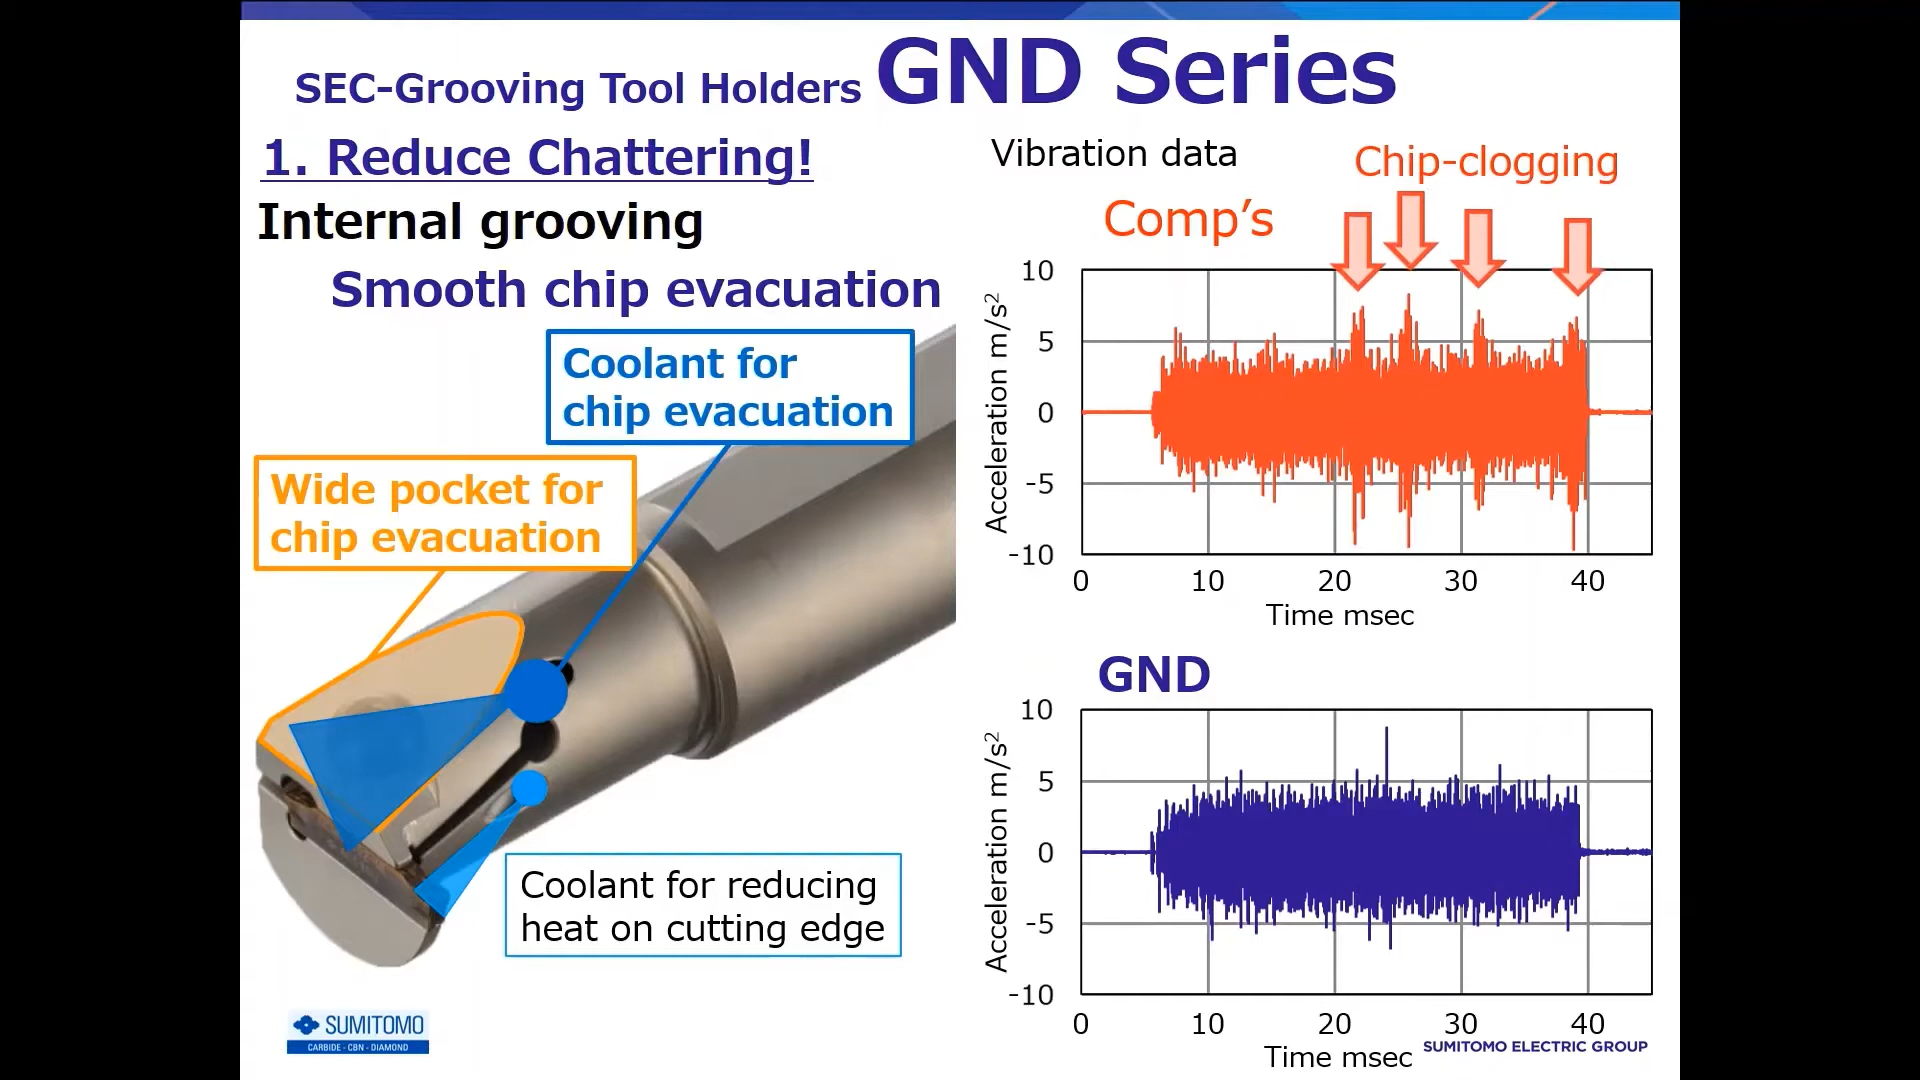 SEC-Grooving Tool Holders GND Series
1. Reduce Chattering!
Internal grooving
Smooth chip evacuation
Coolant for
chip evacuation
Wide pocket for
chip evacuation
Coolant for reducing
heat on cutting edge
SUMITOMO
CARBIDE - CBN - DIAMOND
Vibration data
Chip-clogging
Comp’s
Acceleration m/s²
10
5
0
-5
-10
0 10 20 30 40
Time msec
GND
Acceleration m/s²
10
5
0
-5
-10
0 10 20 30 40
Time msec
SUMITOMO ELECTRIC GROUP